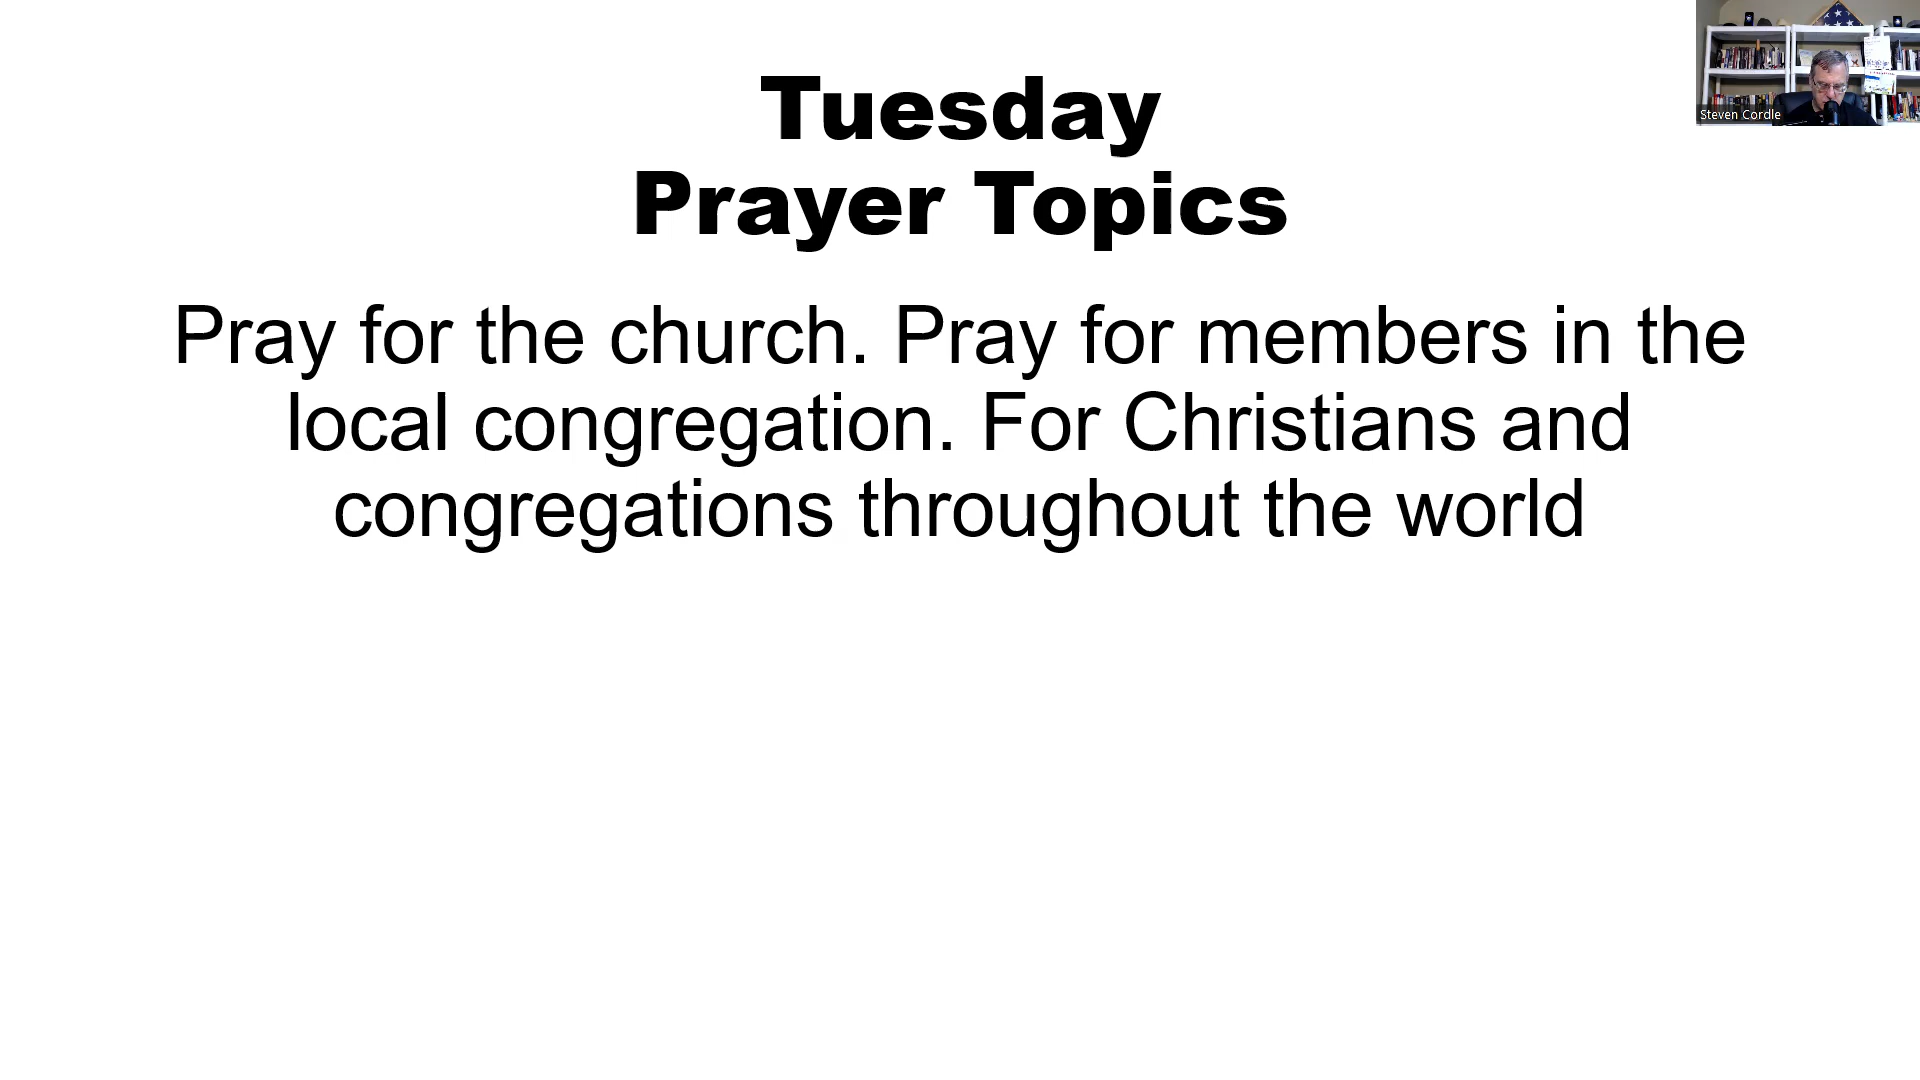 Tuesday
Prayer Topics
Pray for the church. Pray for members in the
local congregation. For Christians and
congregations throughout the world
Steven Cordle